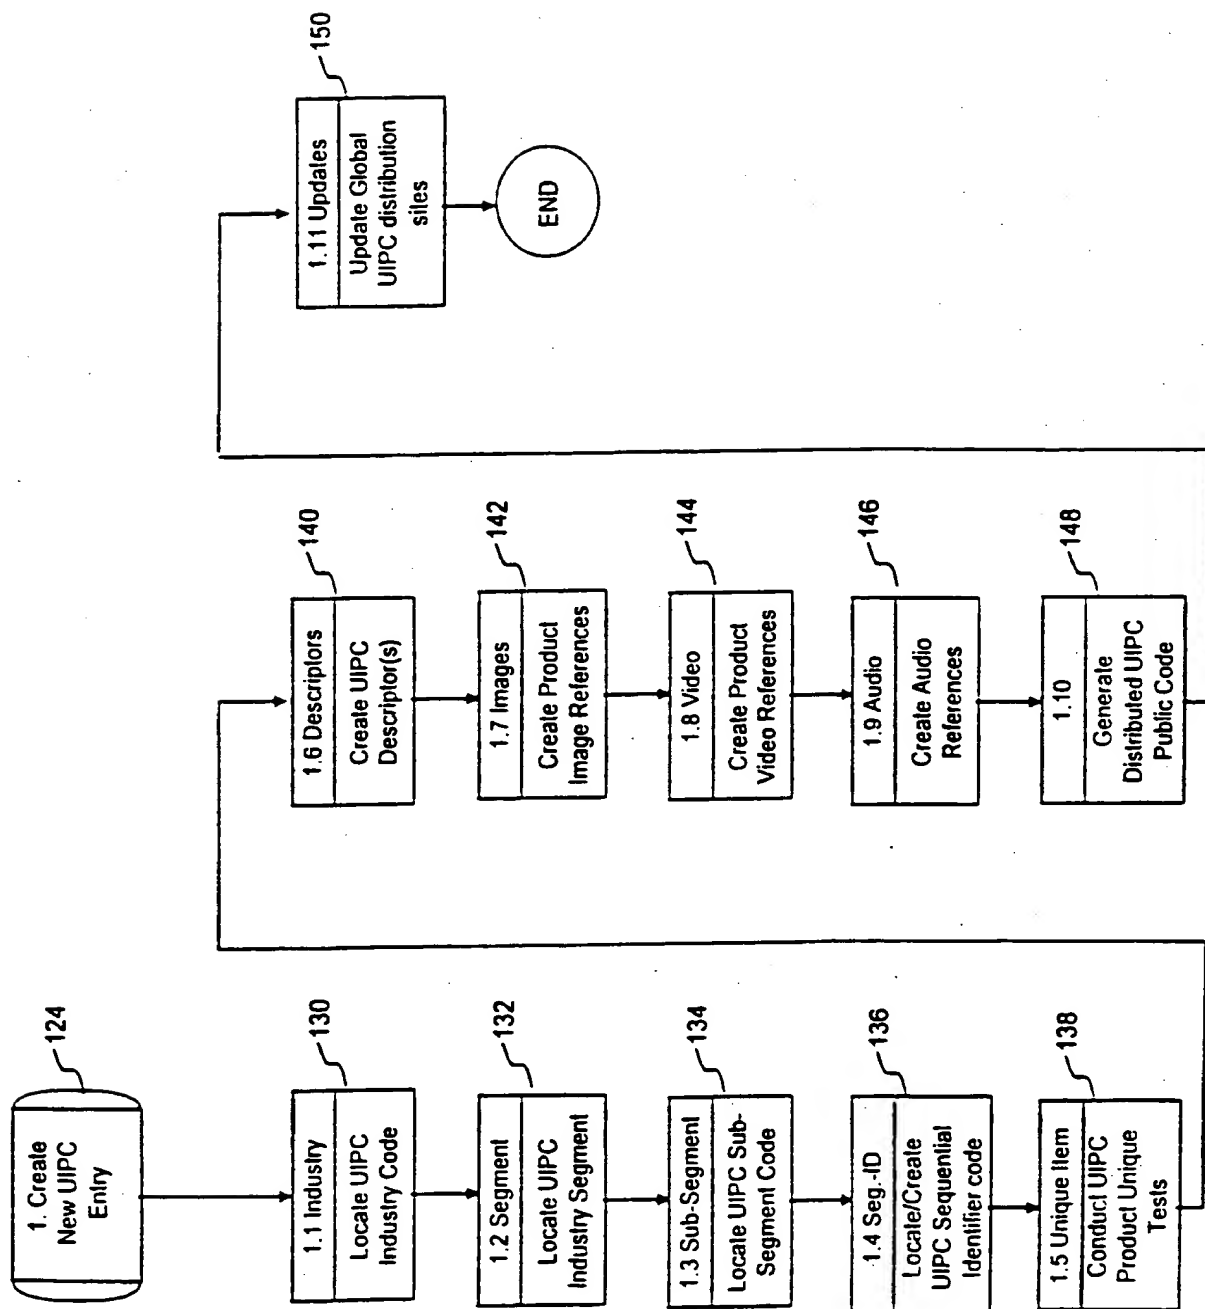 1. Create
New UIPC
Entry
124
1.1 Industry
Locate UIPC
Industry Code
130
1.2 Segment
Locate UIPC
Industry Segment
132
1.3 Sub-Segment
Locate UIPC Sub-
Segment Code
134
1.4 Seg.-ID
Locale/Create
UIPC Sequential
Identifier code
136
1.5 Unique Item
Conduct UIPC
Product Unique
Tests
138
1.6 Descriptors
Create UIPC
Descriptor(s)
140
1.7 Images
Create Product
Image References
142
1.8 Video
Create Product
Video References
144
1.9 Audio
Create Audio
References
146
1.10
Generate
Distributed UIPC
Public Code
148
1.11 Updates
Update Global
UIPC distribution
siles
150
END